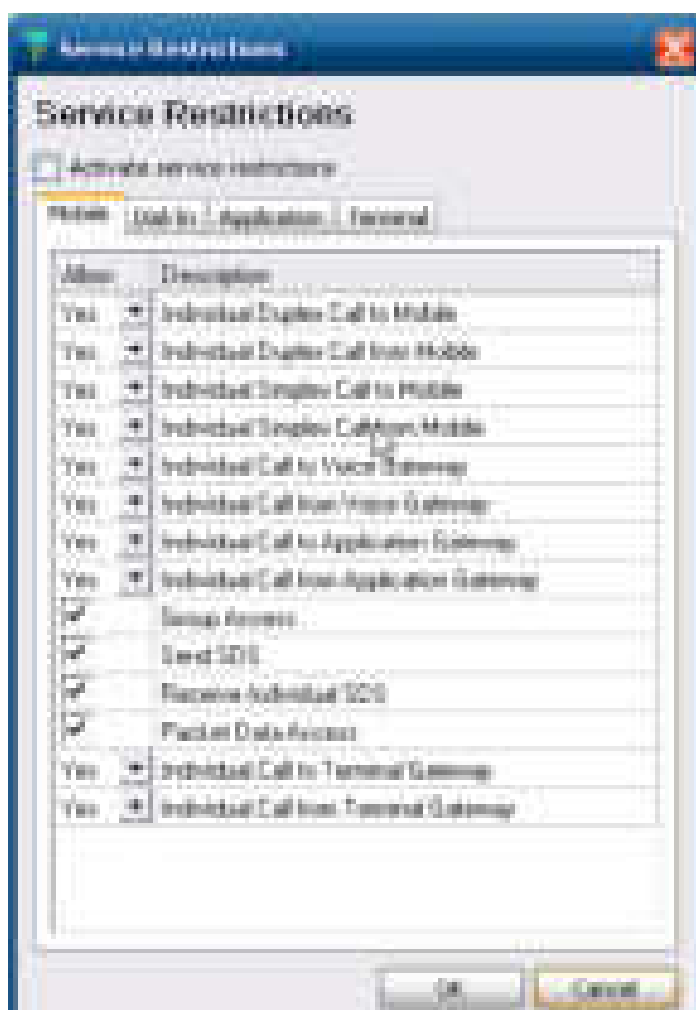 Service Restrictions
Service Restrictions
Activate service restrictions
Mobile Dial In Application Terminal
Allow Description
Yes Individual Duplex Call to Mobile
Yes Individual Duplex Call from Mobile
Yes Individual Simplex Call to Mobile
Yes Individual Simplex Call from Mobile
Yes Individual Call to Voice Gateway
Yes Individual Call from Voice Gateway
Yes Individual Call to Application Gateway
Yes Individual Call from Application Gateway
Group Access
Send SDS
Receive Individual SDS
Packet Data Access
Yes Individual Call to Terminal Gateway
Yes Individual Call from Terminal Gateway
OK Cancel